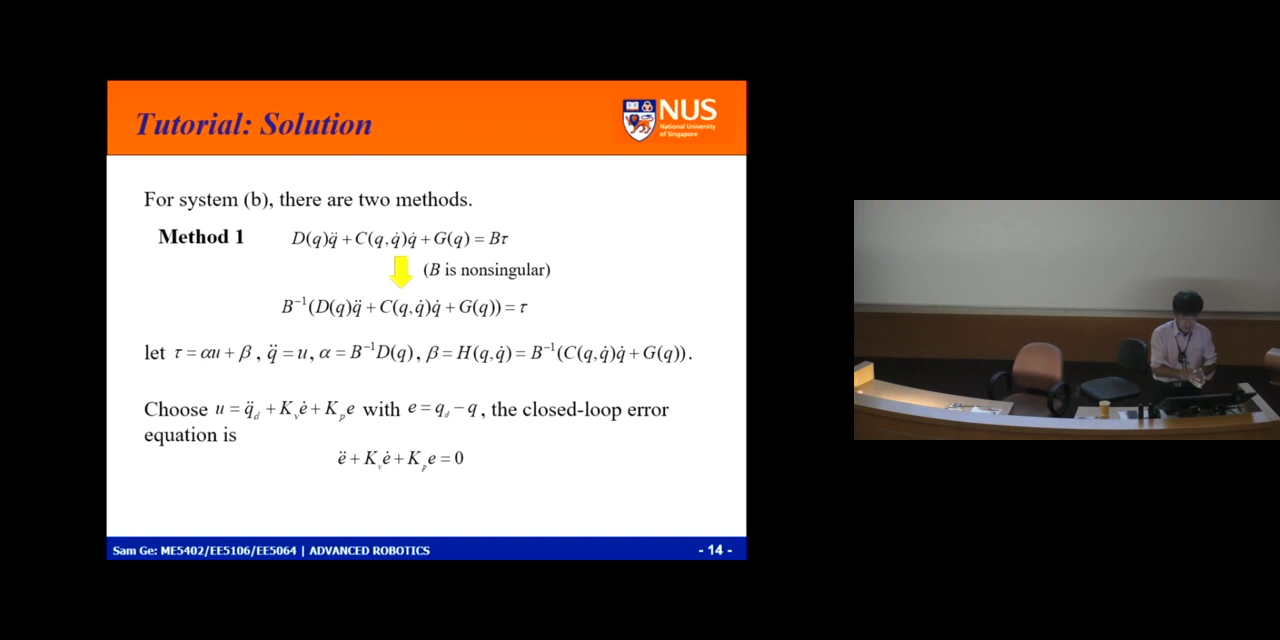 Tutorial: Solution
NUS
National University
of Singapore
For system (b), there are two methods.
Method 1 D(q)q̈ + C(q,q̇)q̇ + G(q) = Bτ
(B is nonsingular)
B⁻¹(D(q)q̈ + C(q,q̇)q̇ + G(q)) = τ
let τ = αu + β, q̈ = u, α = B⁻¹D(q), β = H(q,q̇) = B⁻¹(C(q,q̇)q̇ + G(q)).
Choose u = q̈_d + K_v ė + K_p e with e = q_d − q, the closed-loop error
equation is
ë + K_v ė + K_p e = 0
Sam Ge: ME5402/EE5106/EE5064 | ADVANCED ROBOTICS - 14 -